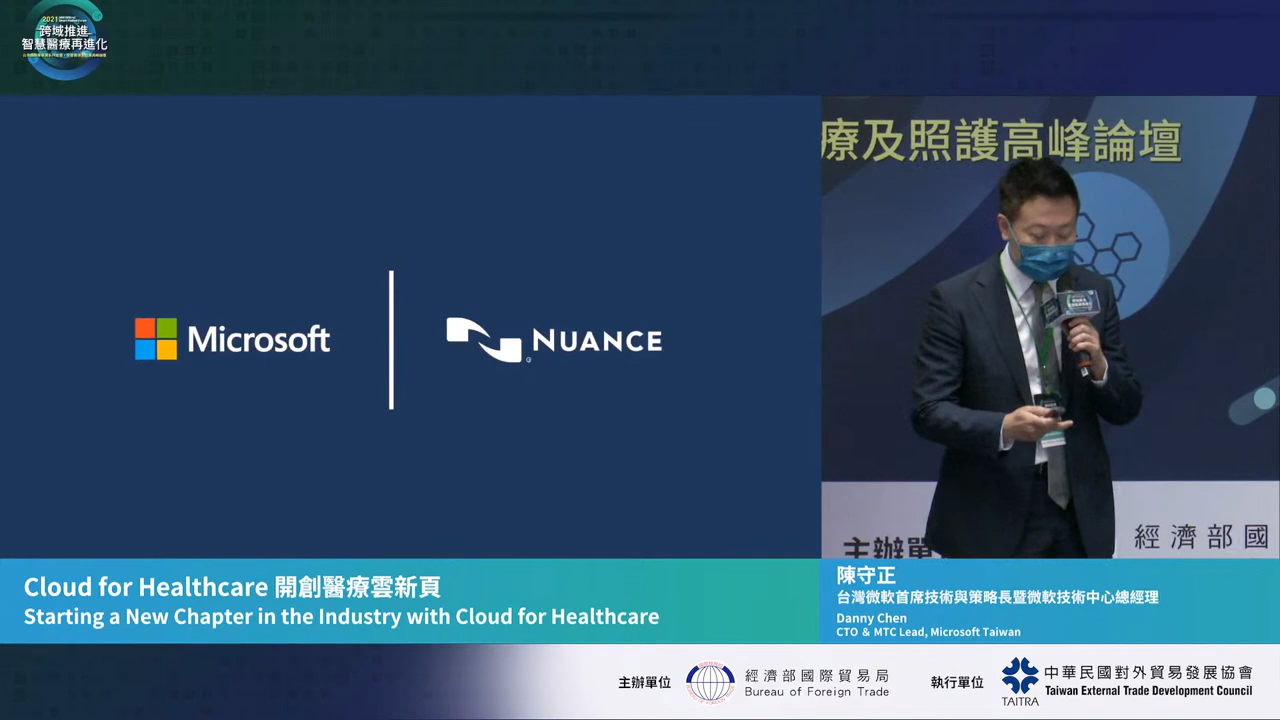 2021
跨域推進
智慧醫療再進化
療及照護高峰論壇
Microsoft
NUANCE
主辦單
經濟部國
Cloud for Healthcare 開創醫療雲新頁
Starting a New Chapter in the Industry with Cloud for Healthcare
陳守正
台灣微軟首席技術與策略長暨微軟技術中心總經理
Danny Chen
CTO & MTC Lead, Microsoft Taiwan
主辦單位
經濟部國際貿易局
Bureau of Foreign Trade
執行單位
TAITRA
中華民國對外貿易發展協會
Taiwan External Trade Development Council